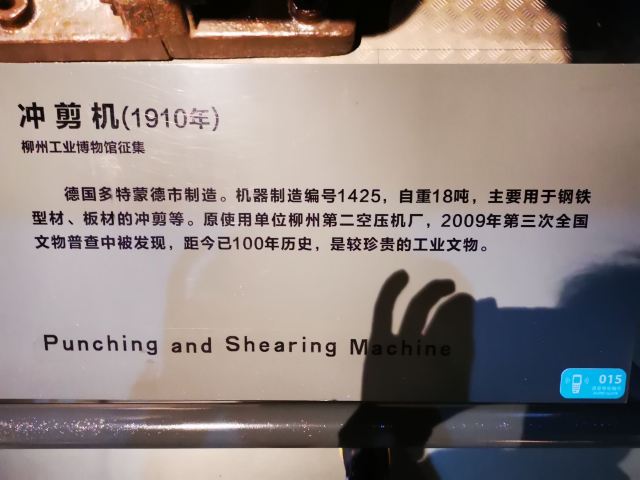 冲剪机(1910年)
柳州工业博物馆征集
德国多特蒙德市制造。机器制造编号1425，自重18吨，主要用于钢铁
型材、板材的冲剪等。原使用单位柳州第二空压机厂，2009年第三次全国
文物普查中被发现，距今已100年历史，是较珍贵的工业文物。
Punching and Shearing Machine
015